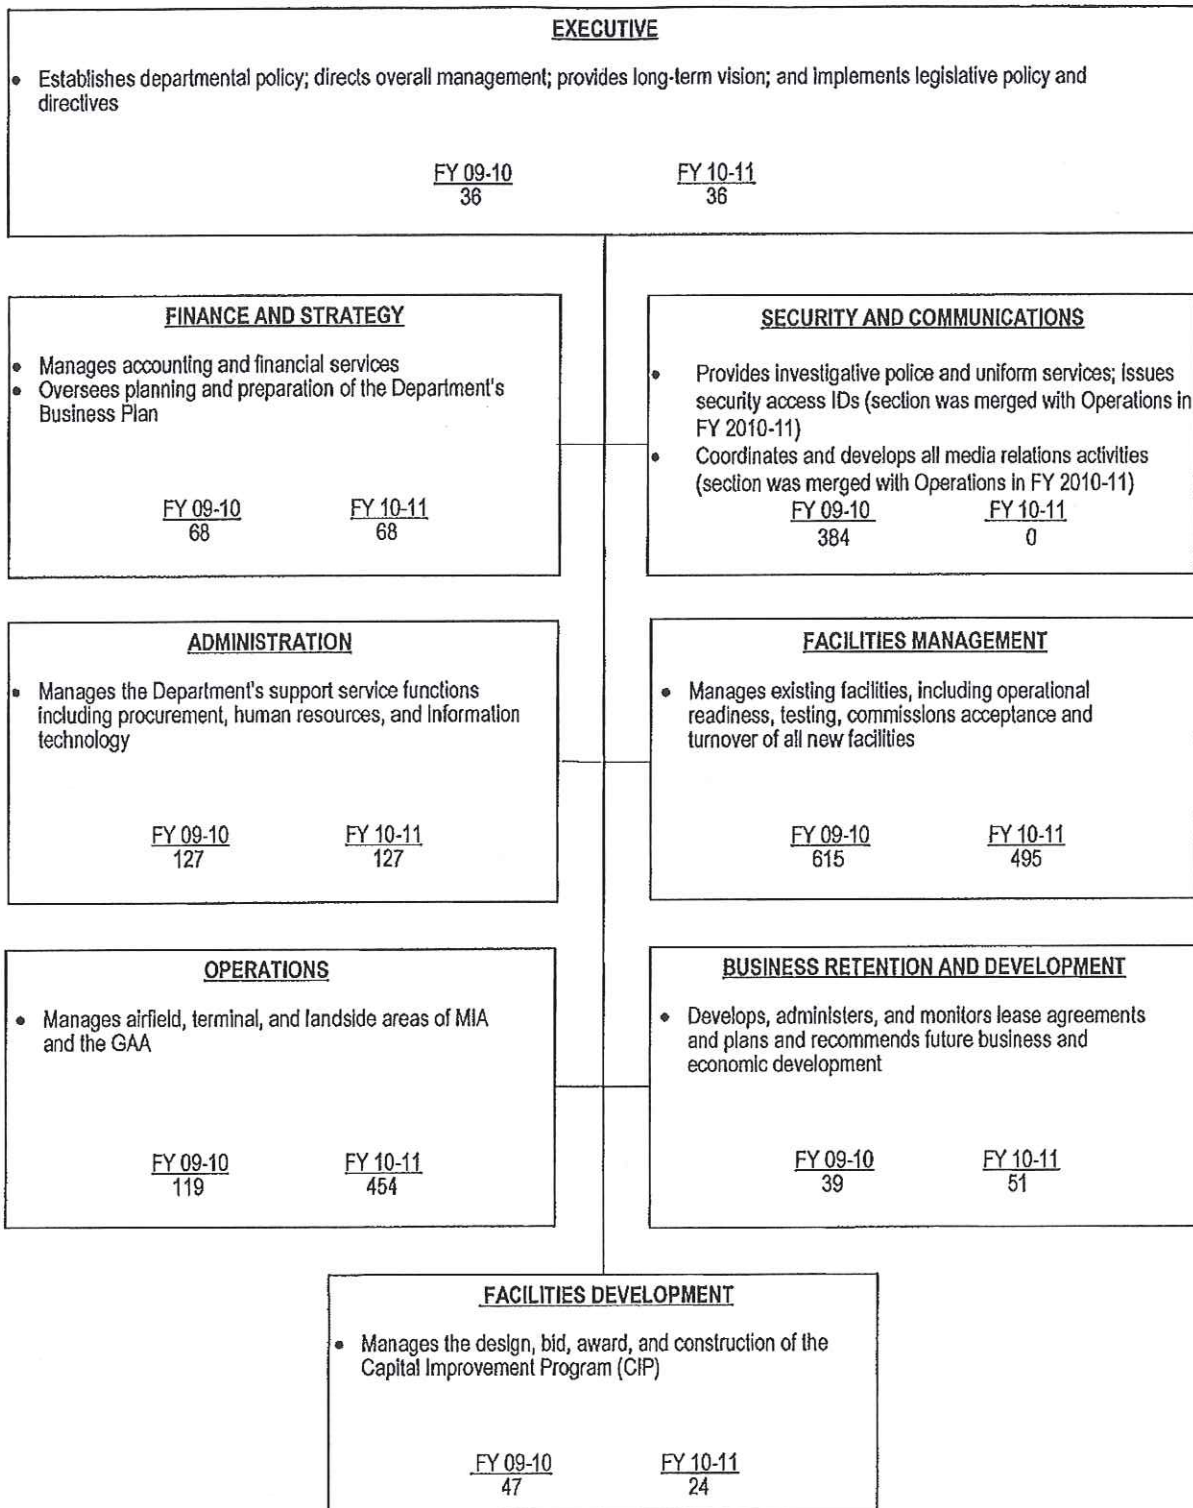 EXECUTIVE
• Establishes departmental policy; directs overall management; provides long-term vision; and implements legislative policy and
directives
FY 09-10 FY 10-11
36 36
FINANCE AND STRATEGY
• Manages accounting and financial services
• Oversees planning and preparation of the Department's
Business Plan
FY 09-10 FY 10-11
68 68
SECURITY AND COMMUNICATIONS
• Provides investigative police and uniform services; issues
security access IDs (section was merged with Operations in
FY 2010-11)
• Coordinates and develops all media relations activities
(section was merged with Operations in FY 2010-11)
FY 09-10 FY 10-11
384 0
ADMINISTRATION
• Manages the Department's support service functions
including procurement, human resources, and information
technology
FY 09-10 FY 10-11
127 127
FACILITIES MANAGEMENT
• Manages existing facilities, including operational
readiness, testing, commissions acceptance and
turnover of all new facilities
FY 09-10 FY 10-11
615 495
OPERATIONS
• Manages airfield, terminal, and landside areas of MIA
and the GAA
FY 09-10 FY 10-11
119 454
BUSINESS RETENTION AND DEVELOPMENT
• Develops, administers, and monitors lease agreements
and plans and recommends future business and
economic development
FY 09-10 FY 10-11
39 51
FACILITIES DEVELOPMENT
• Manages the design, bid, award, and construction of the
Capital Improvement Program (CIP)
FY 09-10 FY 10-11
47 24